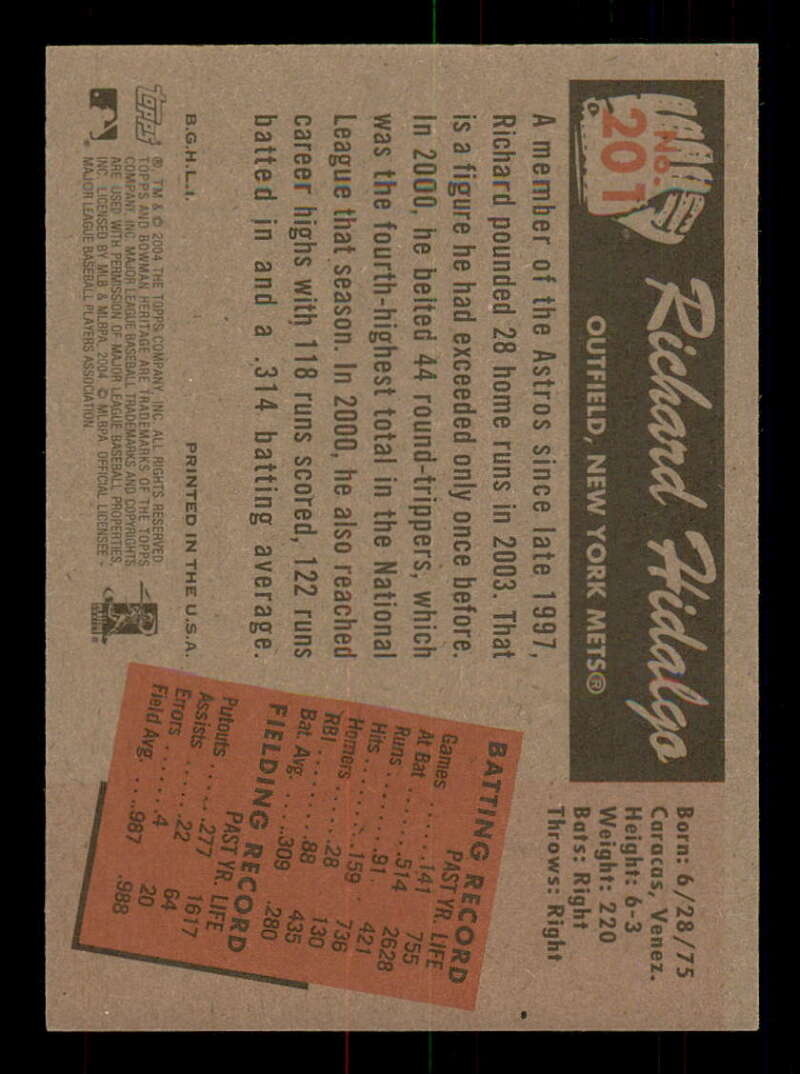 No.
201
Richard Hidalgo
OUTFIELD, NEW YORK METS®
Born: 6/28/75
Caracas, Venez.
Height: 6-3
Weight: 220
Bats: Right
Throws: Right
A member of the Astros since late 1997,
Richard pounded 28 home runs in 2003. That
is a figure he had exceeded only once before.
In 2000, he belted 44 round-trippers, which
was the fourth-highest total in the National
League that season. In 2000, he also reached
career highs with 118 runs scored, 122 runs
batted in and a .314 batting average.
BATTING RECORD
PAST YR. LIFE
Games ......141 755
At Bat .......514 2628
Runs .........91 421
Hits ..........159 736
Homers .......28 130
RBI ..........88 435
Bat. Avg. .....309 .280
FIELDING RECORD
PAST YR. LIFE
Putouts .....277 1617
Assists ......22 64
Errors ........4 20
Field Avg. ....987 .988
B.G.H.L.I. PRINTED IN THE U.S.A.
topps
®, TM & © 2004 THE TOPPS COMPANY, INC. ALL RIGHTS RESERVED
TOPPS AND BOWMAN HERITAGE ARE TRADEMARKS OF THE TOPPS
COMPANY, INC. MAJOR LEAGUE BASEBALL TRADEMARKS AND COPYRIGHTS
ARE USED WITH PERMISSION OF MAJOR LEAGUE BASEBALL PROPERTIES,
INC. LICENSED BY MLB & MLBPA, 2004 © MLBPA. OFFICIAL LICENSEE -
MAJOR LEAGUE BASEBALL PLAYERS ASSOCIATION